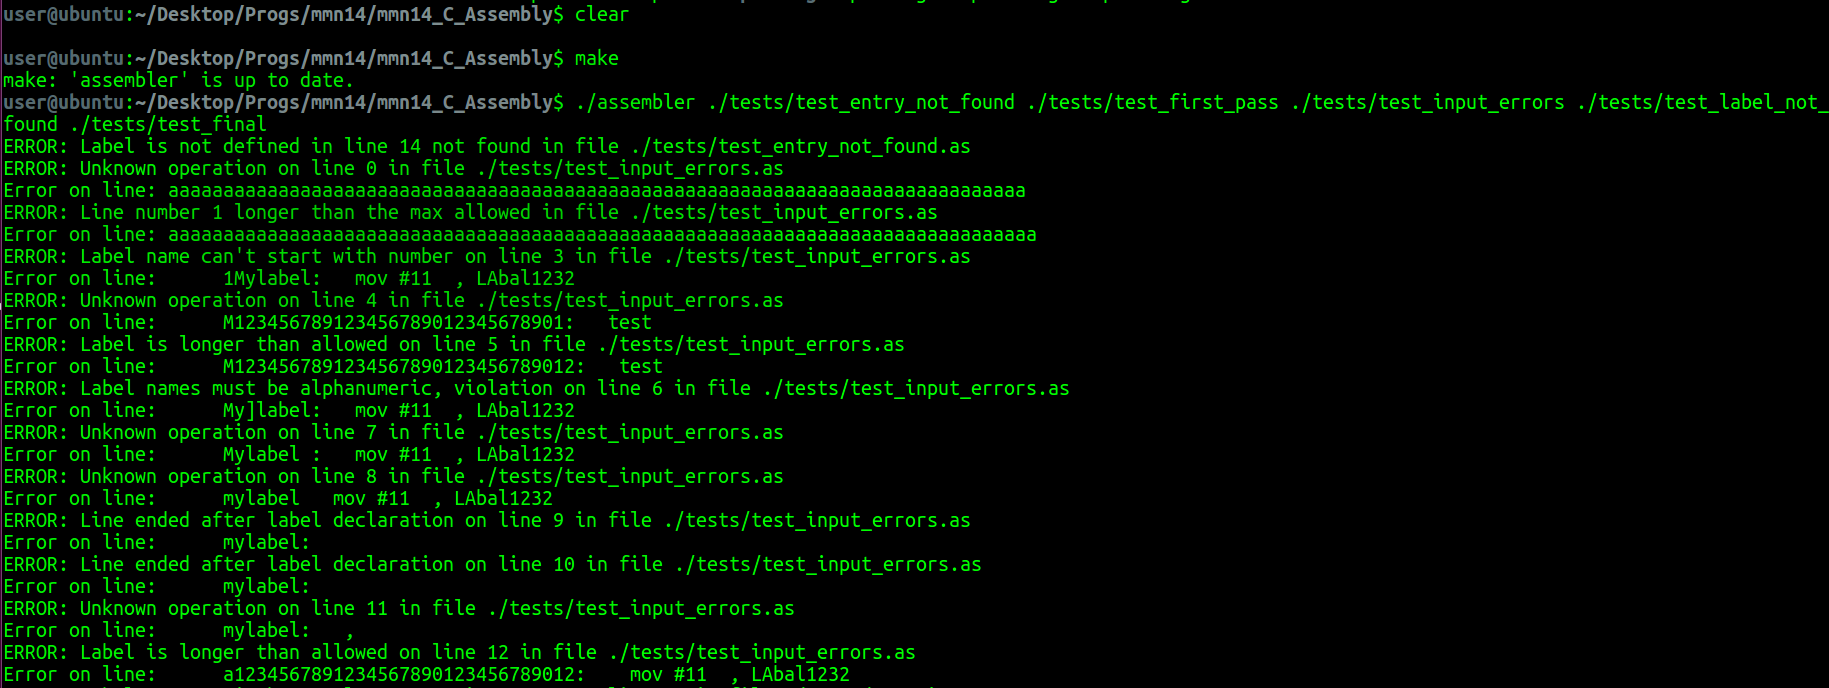 user@ubuntu:~/Desktop/Progs/mmn14/mmn14_C_Assembly$ clear
user@ubuntu:~/Desktop/Progs/mmn14/mmn14_C_Assembly$ make
make: 'assembler' is up to date.
user@ubuntu:~/Desktop/Progs/mmn14/mmn14_C_Assembly$ ./assembler ./tests/test_entry_not_found ./tests/test_first_pass ./tests/test_input_errors ./tests/test_label_not_
found ./tests/test_final
ERROR: Label is not defined in line 14 not found in file ./tests/test_entry_not_found.as
ERROR: Unknown operation on line 0 in file ./tests/test_input_errors.as
Error on line: aaaaaaaaaaaaaaaaaaaaaaaaaaaaaaaaaaaaaaaaaaaaaaaaaaaaaaaaaaaaaaaaaaaaaaaaaaaaaa
ERROR: Line number 1 longer than the max allowed in file ./tests/test_input_errors.as
Error on line: aaaaaaaaaaaaaaaaaaaaaaaaaaaaaaaaaaaaaaaaaaaaaaaaaaaaaaaaaaaaaaaaaaaaaaaaaaaaaaa
ERROR: Label name can't start with number on line 3 in file ./tests/test_input_errors.as
Error on line:      1Mylabel:   mov #11  , LAbal1232
ERROR: Unknown operation on line 4 in file ./tests/test_input_errors.as
Error on line:      M123456789123456789012345678901:   test
ERROR: Label is longer than allowed on line 5 in file ./tests/test_input_errors.as
Error on line:      M1234567891234567890123456789012:   test
ERROR: Label names must be alphanumeric, violation on line 6 in file ./tests/test_input_errors.as
Error on line:      My]label:   mov #11  , LAbal1232
ERROR: Unknown operation on line 7 in file ./tests/test_input_errors.as
Error on line:      Mylabel :   mov #11  , LAbal1232
ERROR: Unknown operation on line 8 in file ./tests/test_input_errors.as
Error on line:      mylabel   mov #11  , LAbal1232
ERROR: Line ended after label declaration on line 9 in file ./tests/test_input_errors.as
Error on line:      mylabel:
ERROR: Line ended after label declaration on line 10 in file ./tests/test_input_errors.as
Error on line:      mylabel:
ERROR: Unknown operation on line 11 in file ./tests/test_input_errors.as
Error on line:      mylabel:   ,
ERROR: Label is longer than allowed on line 12 in file ./tests/test_input_errors.as
Error on line:      a1234567891234567890123456789012:    mov #11  , LAbal1232